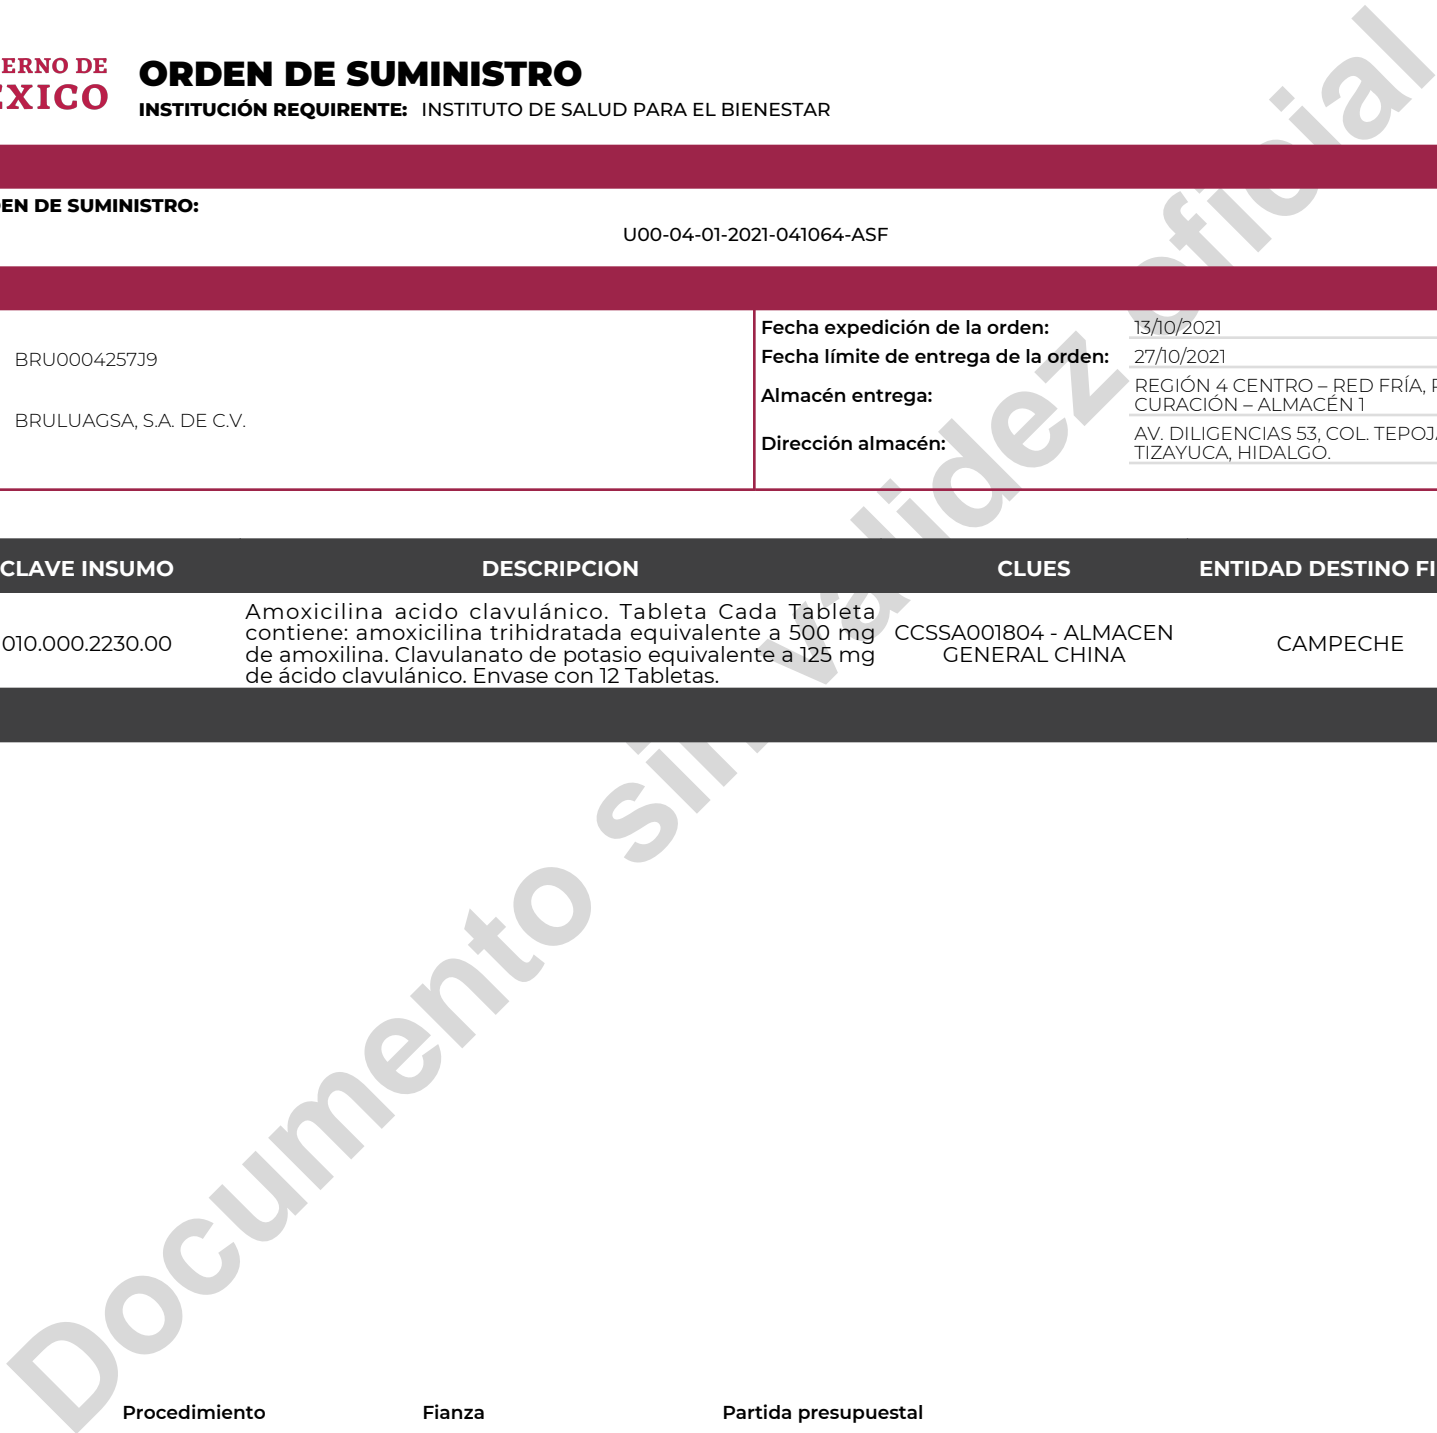 ERNO DE
EXICO
ORDEN DE SUMINISTRO
INSTITUCIÓN REQUIRENTE: INSTITUTO DE SALUD PARA EL BIENESTAR
EN DE SUMINISTRO:
U00-04-01-2021-041064-ASF
BRU0004257J9
BRULUAGSA, S.A. DE C.V.
Fecha expedición de la orden: 13/10/2021
Fecha límite de entrega de la orden: 27/10/2021
Almacén entrega: REGIÓN 4 CENTRO – RED FRÍA,
CURACIÓN – ALMACÉN 1
Dirección almacén: AV. DILIGENCIAS 53, COL. TEPOJ
TIZAYUCA, HIDALGO.
CLAVE INSUMO DESCRIPCION CLUES ENTIDAD DESTINO FI
010.000.2230.00
Amoxicilina acido clavulánico. Tableta Cada Tableta
contiene: amoxicilina trihidratada equivalente a 500 mg
de amoxilina. Clavulanato de potasio equivalente a 125 mg
de ácido clavulánico. Envase con 12 Tabletas.
CCSSA001804 - ALMACEN
GENERAL CHINA
CAMPECHE
Documento sin validez oficial
Procedimiento Fianza Partida presupuestal